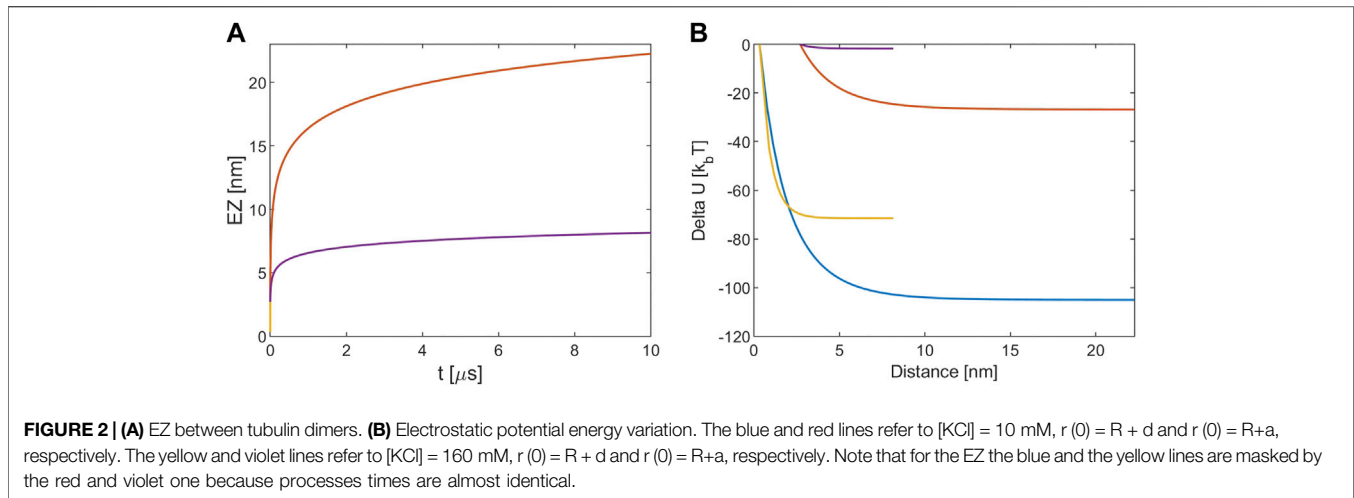 A
B
EZ [nm]
20
15
10
5
0
0 2 4 6 8 10
t [μs]
Delta U [k_bT]
0
-20
-40
-60
-80
-100
-120
0 5 10 15 20
Distance [nm]
FIGURE 2 | (A) EZ between tubulin dimers. (B) Electrostatic potential energy variation. The blue and red lines refer to [KCl] = 10 mM, r (0) = R + d and r (0) = R+a,
respectively. The yellow and violet lines refer to [KCl] = 160 mM, r (0) = R + d and r (0) = R+a, respectively. Note that for the EZ the blue and the yellow lines are masked by
the red and violet one because processes times are almost identical.